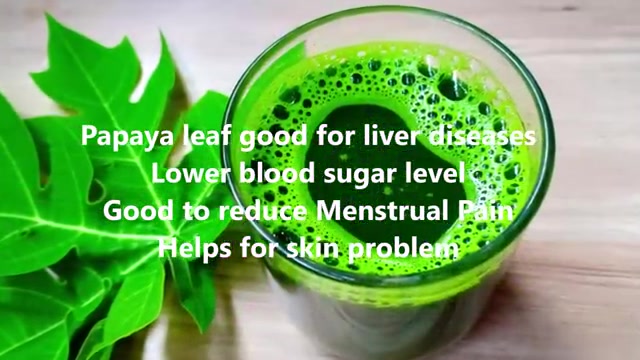 Papaya leaf good for liver diseases
Lower blood sugar level
Good to reduce Menstrual Pain
Helps for skin problem